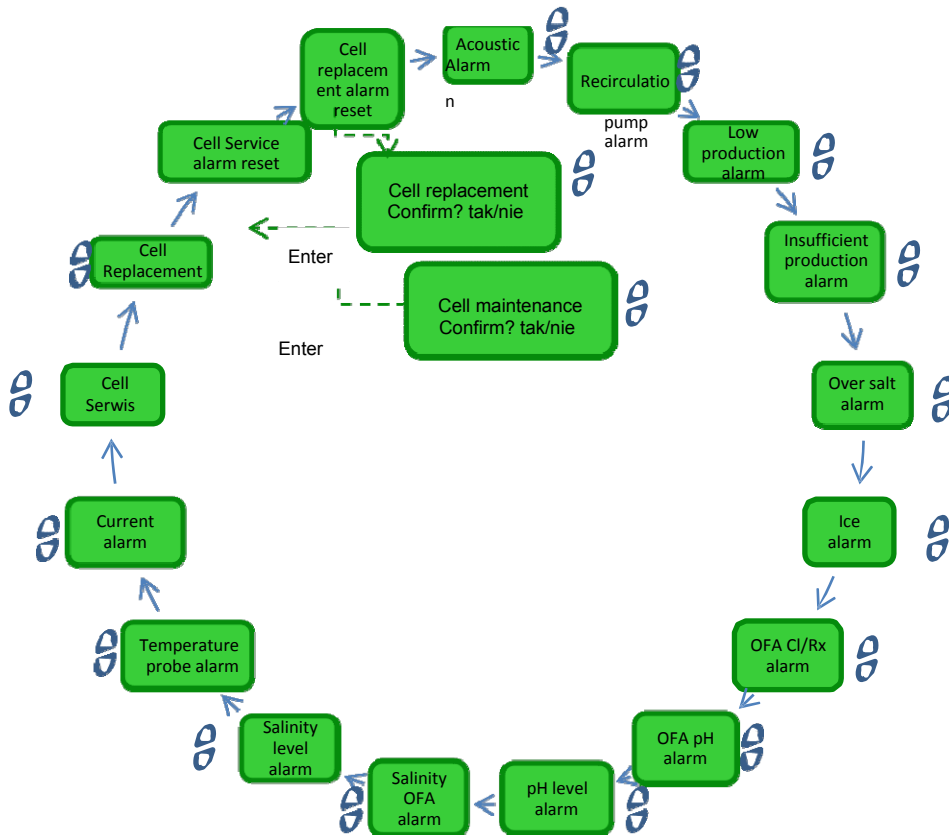 Cell
replacem
ent alarm
reset
Acoustic
Alarm
n
Recirculatio
pump
alarm
Low
production
alarm
Insufficient
production
alarm
Over salt
alarm
Ice
alarm
OFA Cl/Rx
alarm
OFA pH
alarm
pH level
alarm
Salinity
OFA
alarm
Salinity
level
alarm
Temperature
probe alarm
Current
alarm
Cell
Serwis
Cell
Replacement
Cell Service
alarm reset
Cell replacement
Confirm? tak/nie
Enter
Cell maintenance
Confirm? tak/nie
Enter